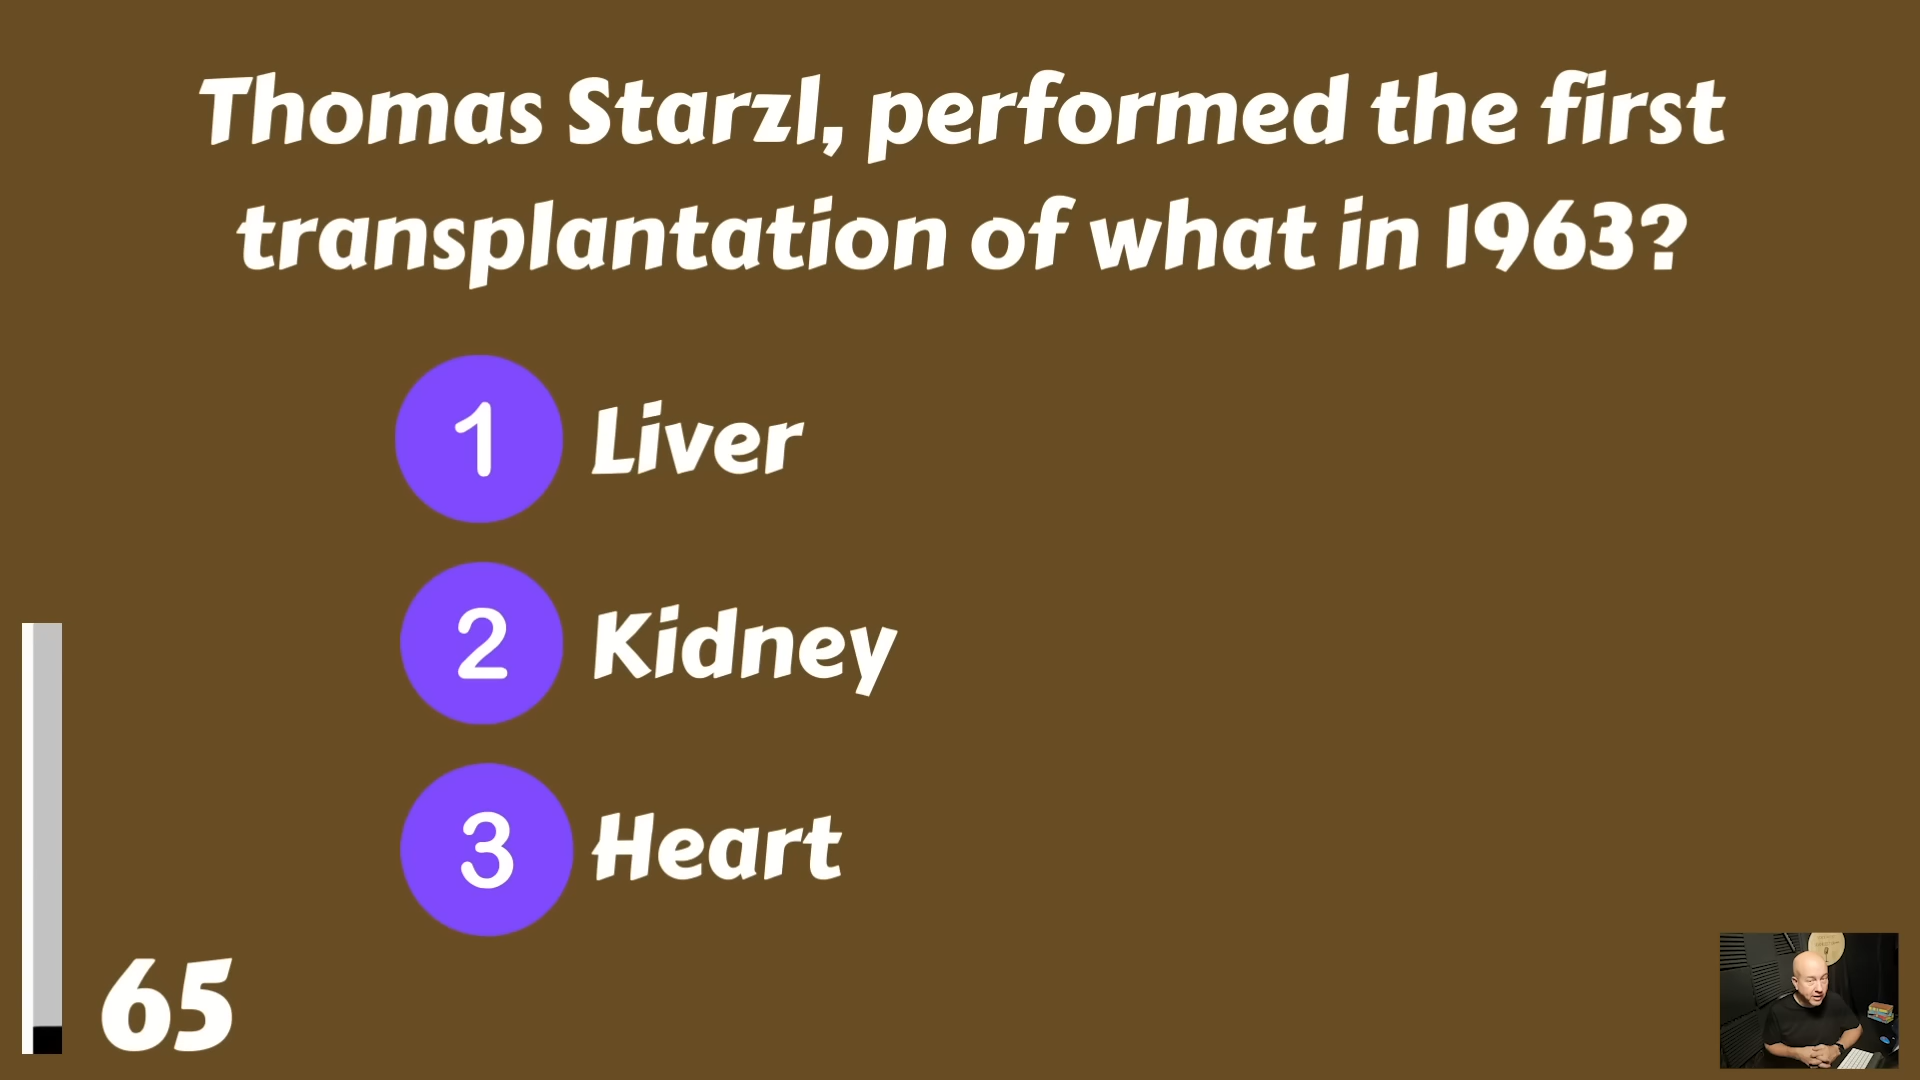 Thomas Starzl, performed the first
transplantation of what in 1963?
1 Liver
2 Kidney
3 Heart
65